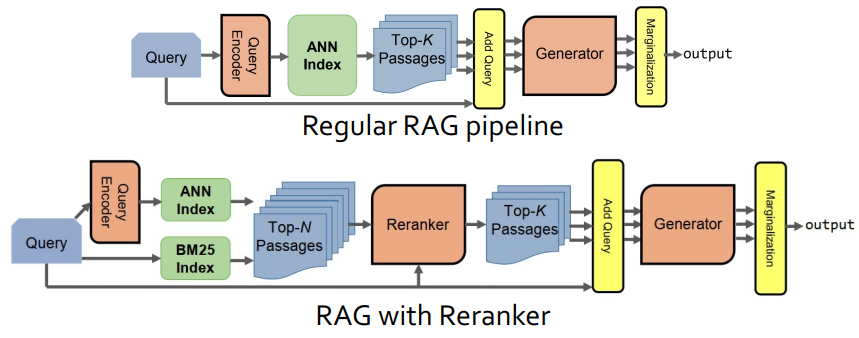 Query
Query
Encoder
ANN
Index
Top-K
Passages
Add Query
Generator
Marginalization
output
Regular RAG pipeline
Query
Query
Encoder
ANN
Index
BM25
Index
Top-N
Passages
Reranker
Top-K
Passages
Add Query
Generator
Marginalization
output
RAG with Reranker